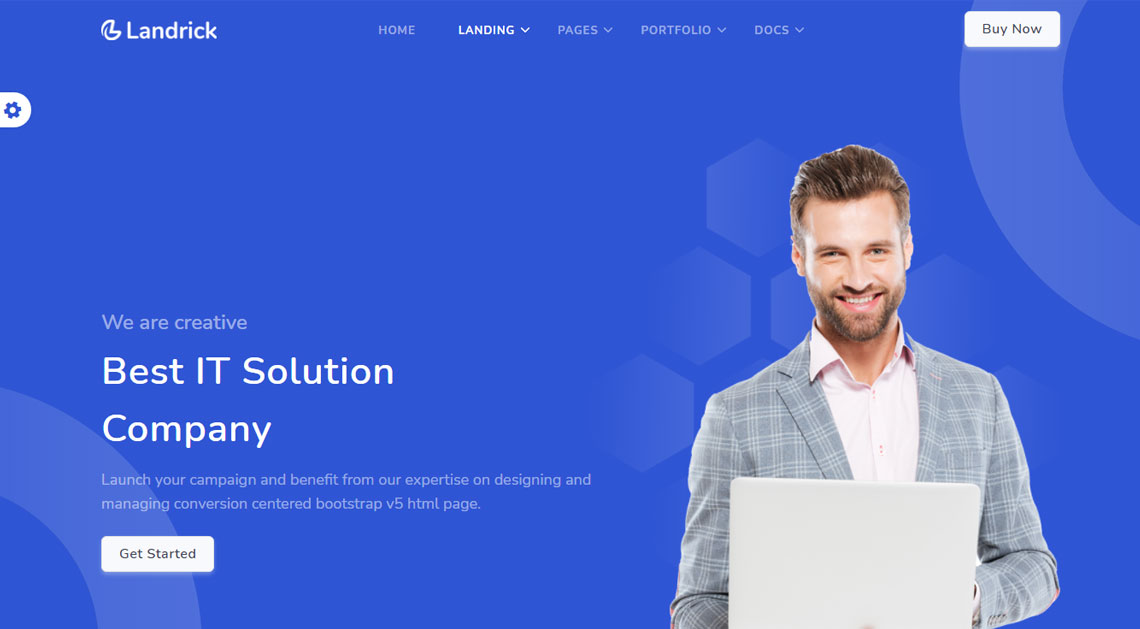 Landrick
HOME
LANDING
PAGES
PORTFOLIO
DOCS
Buy Now
We are creative
Best IT Solution
Company
Launch your campaign and benefit from our expertise on designing and
managing conversion centered bootstrap v5 html page.
Get Started